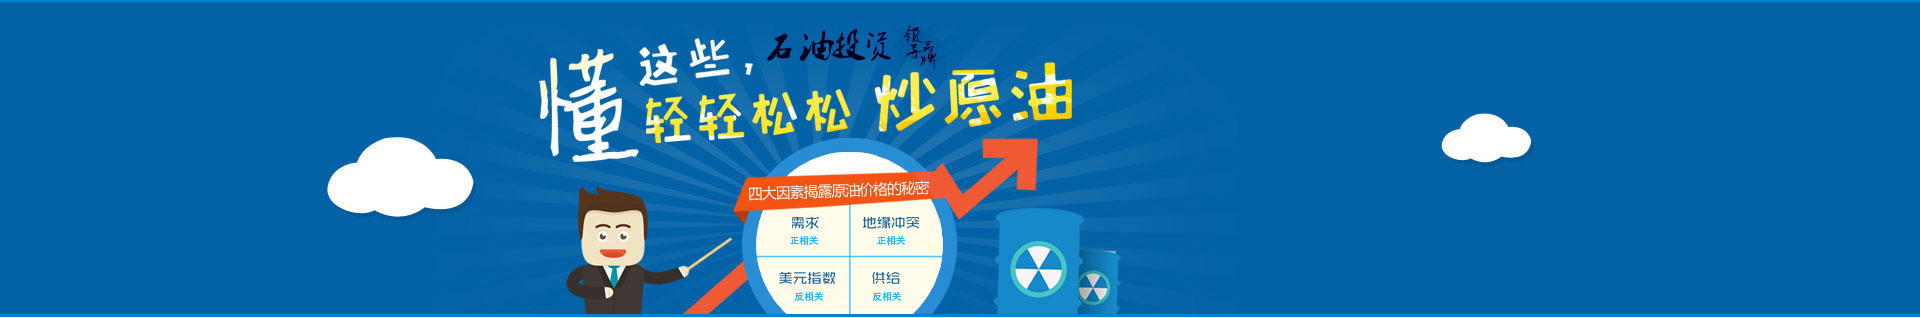 懂这些，
轻轻松松炒原油
石油投资 领导品牌
四大因素揭露原油价格的秘密
需求
正相关
地缘冲突
正相关
美元指数
反相关
供给
反相关